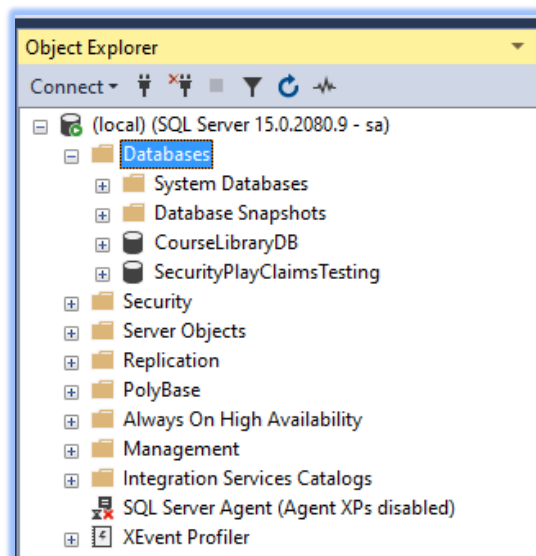 Object Explorer
Connect
(local) (SQL Server 15.0.2080.9 - sa)
Databases
System Databases
Database Snapshots
CourseLibraryDB
SecurityPlayClaimsTesting
Security
Server Objects
Replication
PolyBase
Always On High Availability
Management
Integration Services Catalogs
SQL Server Agent (Agent XPs disabled)
XEvent Profiler